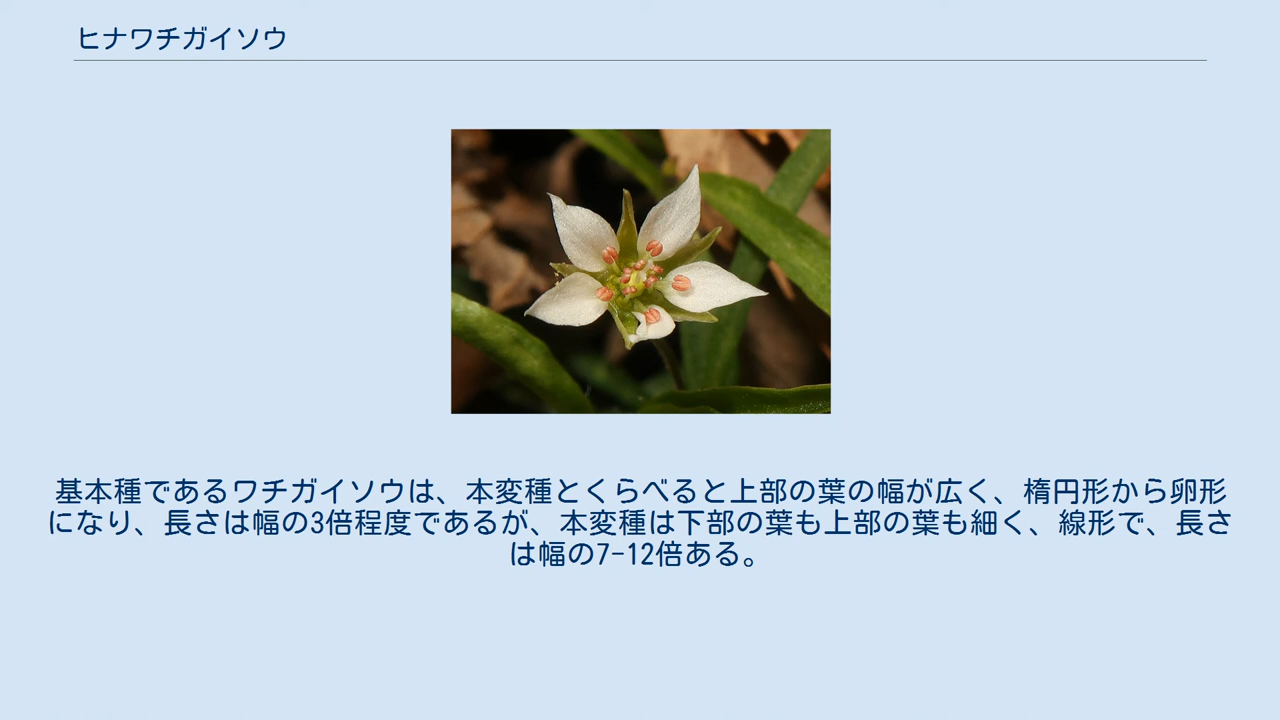 ヒナワチガイソウ
基本種であるワチガイソウは、本変種とくらべると上部の葉の幅が広く、楕円形から卵形
になり、長さは幅の3倍程度であるが、本変種は下部の葉も上部の葉も細く、線形で、長さ
は幅の7-12倍ある。